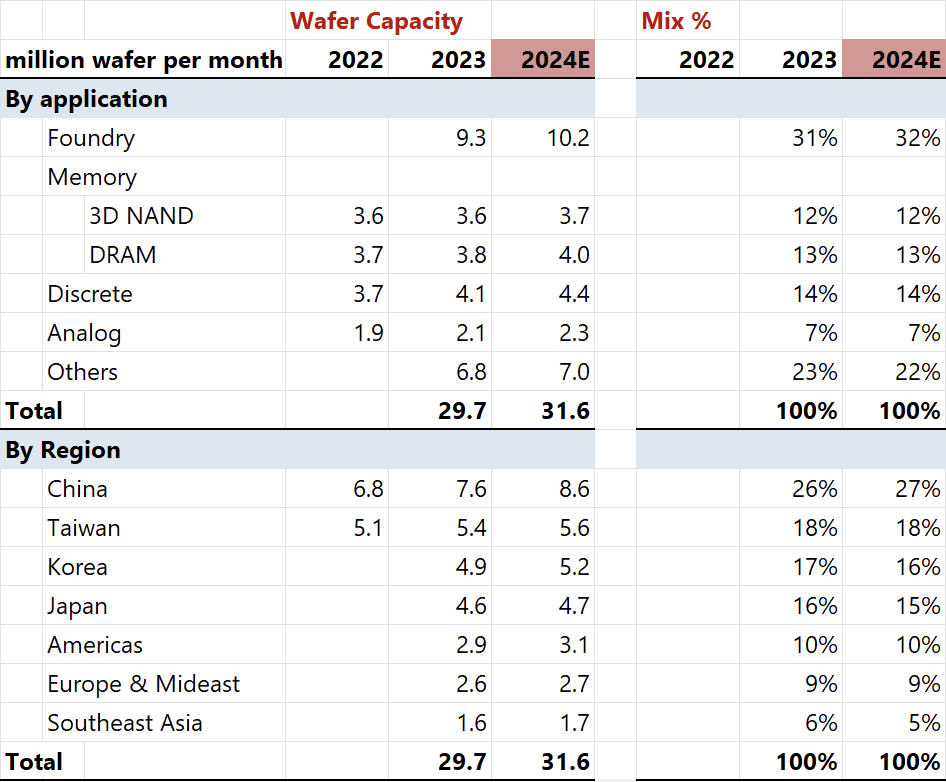 Wafer Capacity Mix %
million wafer per month 2022 2023 2024E 2022 2023 2024E
By application
Foundry 9.3 10.2 31% 32%
Memory
3D NAND 3.6 3.6 3.7 12% 12%
DRAM 3.7 3.8 4.0 13% 13%
Discrete 3.7 4.1 4.4 14% 14%
Analog 1.9 2.1 2.3 7% 7%
Others 6.8 7.0 23% 22%
Total 29.7 31.6 100% 100%
By Region
China 6.8 7.6 8.6 26% 27%
Taiwan 5.1 5.4 5.6 18% 18%
Korea 4.9 5.2 17% 16%
Japan 4.6 4.7 16% 15%
Americas 2.9 3.1 10% 10%
Europe & Mideast 2.6 2.7 9% 9%
Southeast Asia 1.6 1.7 6% 5%
Total 29.7 31.6 100% 100%